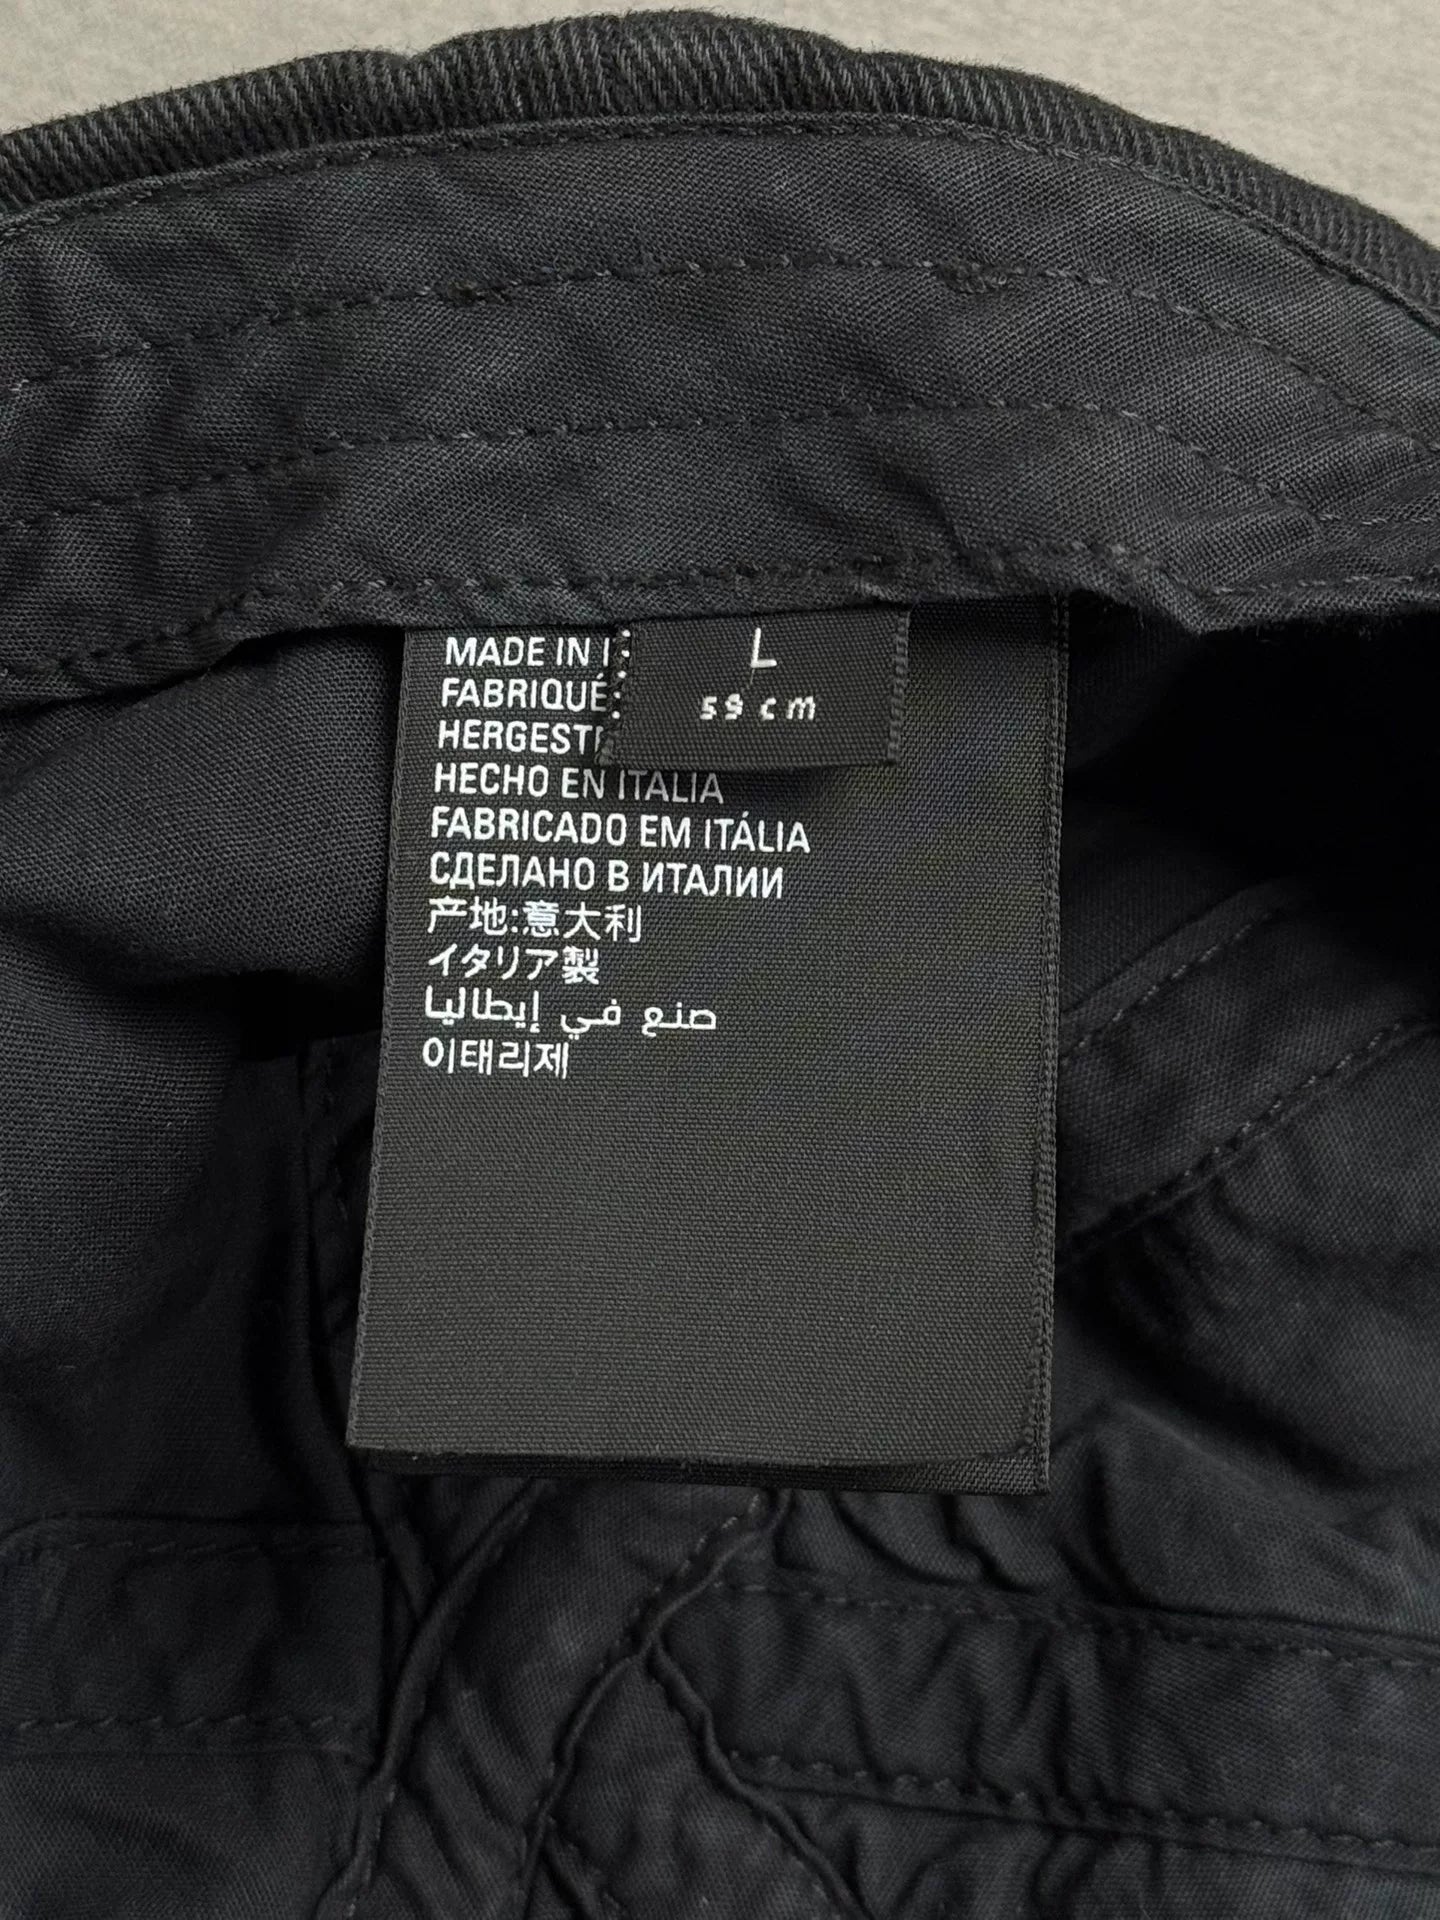 L
59 cm
MADE IN I
FABRIQUÉ
HERGEST
HECHO EN ITALIA
FABRICADO EM ITÁLIA
СДЕЛАНО В ИТАЛИИ
产地:意大利
イタリア製
صنع في إيطاليا
이태리제